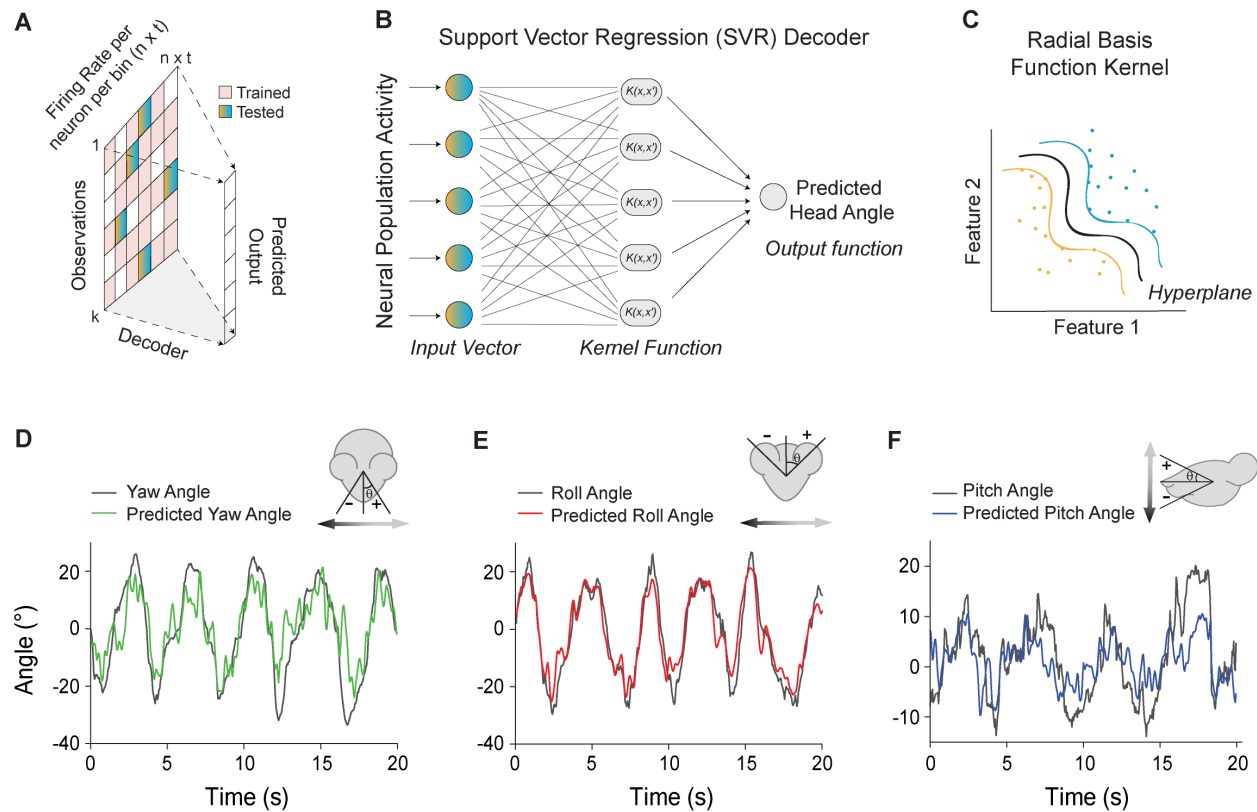 A
Firing Rate per
neuron per bin (n x t)
n x t
1
k
Observations
Trained
Tested
Predicted
Output
Decoder
B
Support Vector Regression (SVR) Decoder
Neural Population Activity
K(x,x')
K(x,x')
K(x,x')
K(x,x')
K(x,x')
Predicted
Head Angle
Output function
Input Vector
Kernel Function
C
Radial Basis
Function Kernel
Feature 2
Hyperplane
Feature 1
D
- θ +
Yaw Angle
Predicted Yaw Angle
Angle (°)
20
0
-20
-40
0 5 10 15 20
Time (s)
E
- + θ
Roll Angle
Predicted Roll Angle
20
0
-20
-40
0 5 10 15 20
Time (s)
F
+ θ -
Pitch Angle
Predicted Pitch Angle
20
10
0
-10
0 5 10 15 20
Time (s)